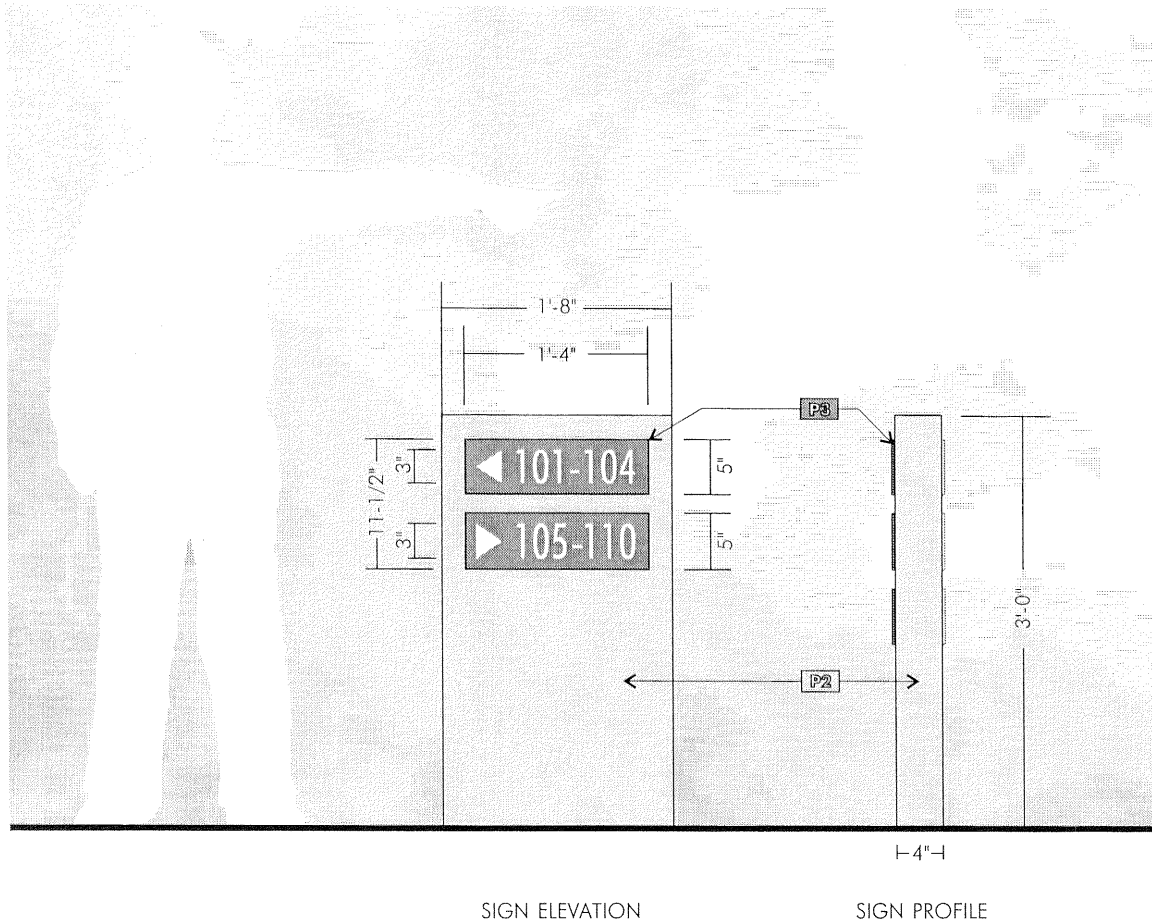 1'-8"
1'-4"
P3
11-1/2"
3"
101-104
5"
3"
105-110
5"
3'-0"
P2
4"
SIGN ELEVATION
SIGN PROFILE